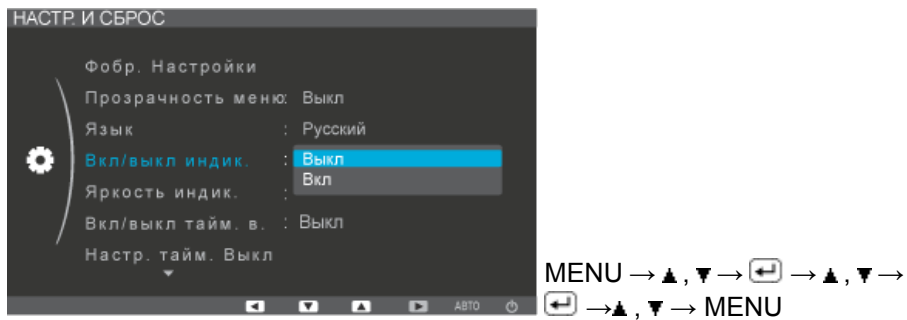 НАСТР. И СБРОС
Фобр. Настройки
Прозрачность меню: Выкл
Язык : Русский
Вкл/выкл индик. : Выкл
Вкл
Яркость индик. :
Вкл/выкл тайм. в. : Выкл
Настр. тайм. Выкл
АВТО
MENU → ▲ , ▼ → ↵ → ▲ , ▼ →
↵ → ▲ , ▼ → MENU